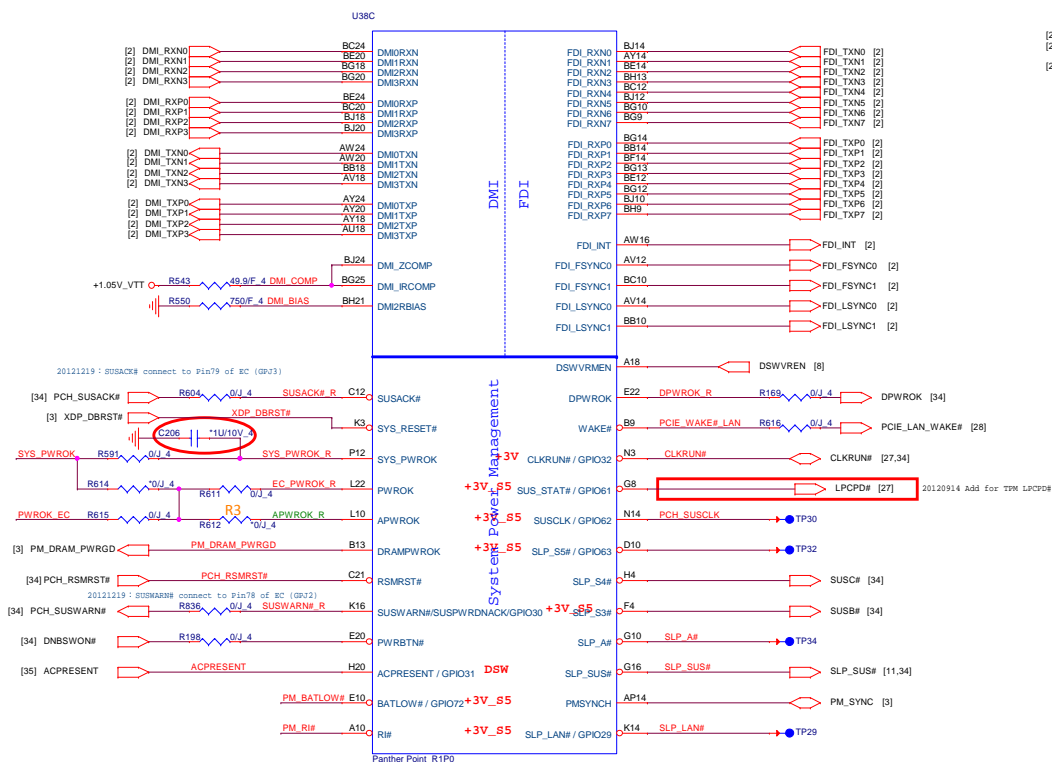 U38C
[2] DMI_RXN0 BC24 DMI0RXN FDI_RXN0 BJ14 FDI_TXN0 [2]
[2] DMI_RXN1 BE20 DMI1RXN FDI_RXN1 AY14 FDI_TXN1 [2]
[2] DMI_RXN2 BG18 DMI2RXN FDI_RXN2 BE14 FDI_TXN2 [2]
[2] DMI_RXN3 BG20 DMI3RXN FDI_RXN3 BH13 FDI_TXN3 [2]
FDI_RXN4 BC12 FDI_TXN4 [2]
[2] DMI_RXP0 BE24 DMI0RXP FDI_RXN5 BJ12 FDI_TXN5 [2]
[2] DMI_RXP1 BC20 DMI1RXP FDI_RXN6 BG10 FDI_TXN6 [2]
[2] DMI_RXP2 BJ18 DMI2RXP FDI_RXN7 BG9 FDI_TXN7 [2]
[2] DMI_RXP3 BJ20 DMI3RXP
FDI_RXP0 BG14 FDI_TXP0 [2]
[2] DMI_TXN0 AW24 DMI0TXN FDI_RXP1 BB14 FDI_TXP1 [2]
[2] DMI_TXN1 AW20 DMI1TXN FDI_RXP2 BF14 FDI_TXP2 [2]
[2] DMI_TXN2 BB18 DMI2TXN FDI_RXP3 BG13 FDI_TXP3 [2]
[2] DMI_TXN3 AV18 DMI3TXN FDI_RXP4 BE12 FDI_TXP4 [2]
DMI FDI
FDI_RXP5 BG12 FDI_TXP5 [2]
[2] DMI_TXP0 AY24 DMI0TXP FDI_RXP6 BJ10 FDI_TXP6 [2]
[2] DMI_TXP1 AY20 DMI1TXP FDI_RXP7 BH9 FDI_TXP7 [2]
[2] DMI_TXP2 AY18 DMI2TXP
[2] DMI_TXP3 AU18 DMI3TXP
FDI_INT AW16 FDI_INT [2]
BJ24 DMI_ZCOMP FDI_FSYNC0 AV12 FDI_FSYNC0 [2]
+1.05V_VTT R543 49.9/F_4 DMI_COMP BG25 DMI_IRCOMP FDI_FSYNC1 BC10 FDI_FSYNC1 [2]
R550 750/F_4 DMI_BIAS BH21 DMI2RBIAS FDI_LSYNC0 AV14 FDI_LSYNC0 [2]
FDI_LSYNC1 BB10 FDI_LSYNC1 [2]
System Power Management
DSWVRMEN A18 DSWVREN [8]
20121219 : SUSACK# connect to Pin79 of EC (GPJ3)
[34] PCH_SUSACK# R604 0/J_4 SUSACK#_R C12 SUSACK# DPWROK E22 DPWROK_R R169 0/J_4 DPWROK [34]
[3] XDP_DBRST# XDP_DBRST# K3 SYS_RESET# WAKE# B9 PCIE_WAKE#_LAN R616 0/J_4 PCIE_LAN_WAKE# [28]
C206 *1U/10V_4
SYS_PWROK R591 0/J_4 SYS_PWROK_R P12 SYS_PWROK +3V CLKRUN# / GPIO32 N3 CLKRUN# CLKRUN# [27,34]
R614 *0/J_4 R611 0/J_4 EC_PWROK_R L22 PWROK +3V_S5 SUS_STAT# / GPIO61 G8 LPCPD# [27] 20120914 Add for TPM LPCPD#
R3
PWROK_EC R615 0/J_4 R612 *0/J_4 APWROK_R L10 APWROK +3V_S5 SUSCLK / GPIO62 N14 PCH_SUSCLK TP30
[3] PM_DRAM_PWRGD PM_DRAM_PWRGD B13 DRAMPWROK +3V_S5 SLP_S5# / GPIO63 D10 TP32
[34] PCH_RSMRST# PCH_RSMRST# C21 RSMRST# SLP_S4# H4 SUSC# [34]
20121219 : SUSWARN# connect to Pin78 of EC (GPJ2)
[34] PCH_SUSWARN# R836 0/J_4 SUSWARN#_R K16 SUSWARN#/SUSPWRDNACK/GPIO30 +3V_S5 SLP_S3# F4 SUSB# [34]
[34] DNBSWON# R198 0/J_4 E20 PWRBTN# SLP_A# G10 SLP_A# TP34
[35] ACPRESENT ACPRESENT H20 ACPRESENT / GPIO31 DSW SLP_SUS# G16 SLP_SUS# SLP_SUS# [11,34]
PM_BATLOW# E10 BATLOW# / GPIO72 +3V_S5 PMSYNCH AP14 PM_SYNC [3]
PM_RI# A10 RI# +3V_S5 SLP_LAN# / GPIO29 K14 SLP_LAN# TP29
Panther Point_R1P0